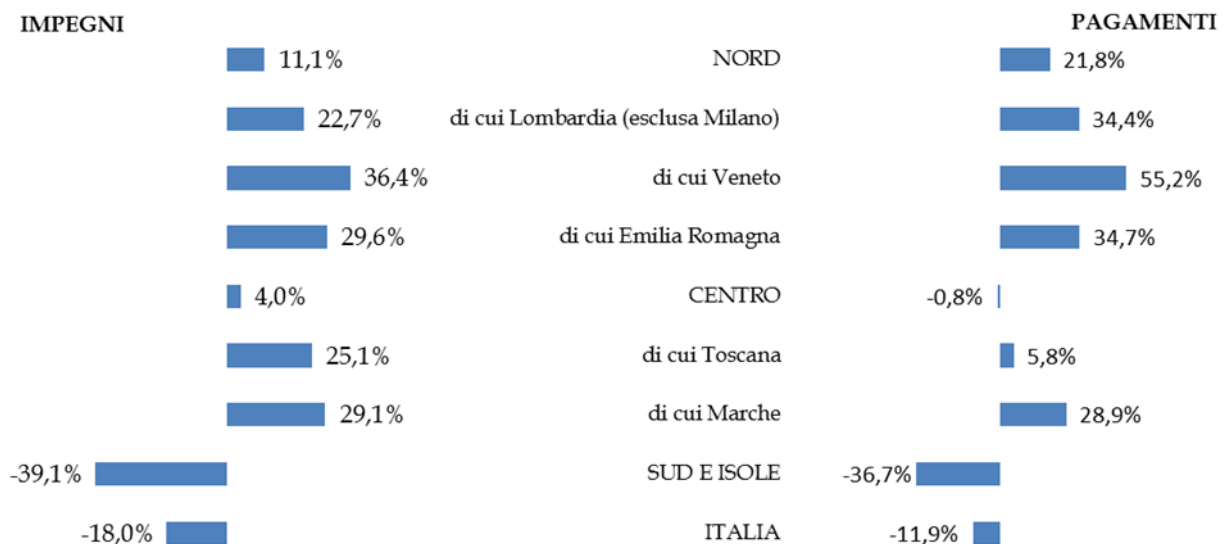 IMPEGNI PAGAMENTI
11,1% NORD 21,8%
22,7% di cui Lombardia (esclusa Milano) 34,4%
36,4% di cui Veneto 55,2%
29,6% di cui Emilia Romagna 34,7%
4,0% CENTRO -0,8%
25,1% di cui Toscana 5,8%
29,1% di cui Marche 28,9%
-39,1% SUD E ISOLE -36,7%
-18,0% ITALIA -11,9%